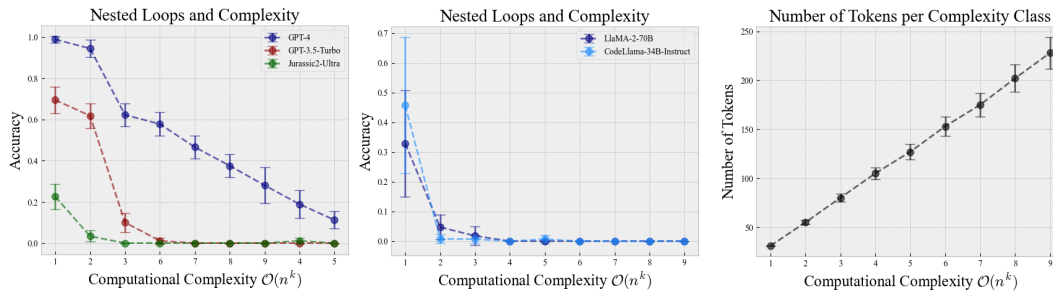 Nested Loops and Complexity
GPT-4
GPT-3.5-Turbo
Jurassic2-Ultra
1.0
0.8
0.6
0.4
0.2
0.0
Accuracy
1 2 3 6 7 8 9 4 5
Computational Complexity 𝒪(n^k)
Nested Loops and Complexity
LlaMA-2-70B
CodeLlama-34B-Instruct
0.7
0.6
0.5
0.4
0.3
0.2
0.1
0.0
Accuracy
1 2 3 4 5 6 7 8 9
Computational Complexity 𝒪(n^k)
Number of Tokens per Complexity Class
250
200
150
100
50
Number of Tokens
1 2 3 4 5 6 7 8 9
Computational Complexity 𝒪(n^k)